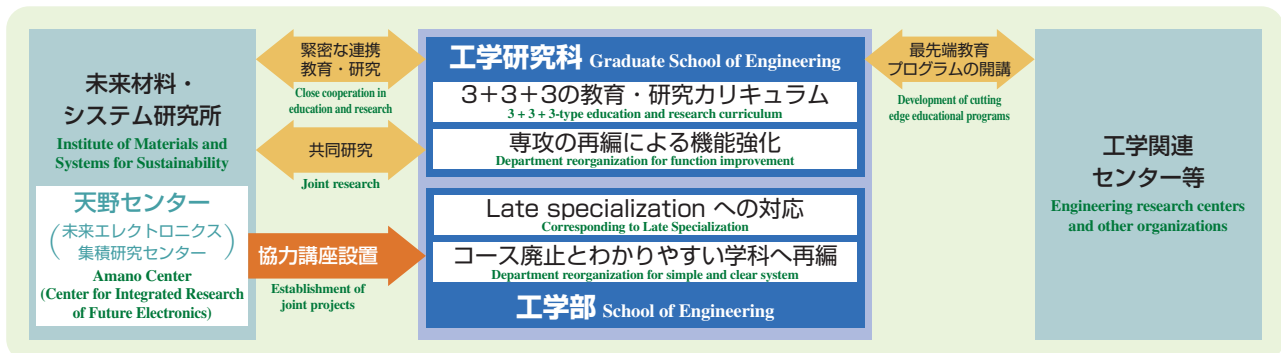 未来材料・
システム研究所
Institute of Materials and
Systems for Sustainability
天野センター
(未来エレクトロニクス
集積研究センター)
Amano Center
(Center for Integrated Research
of Future Electronics)
緊密な連携
教育・研究
Close cooperation in
education and research
共同研究
Joint research
協力講座設置
Establishment of
joint projects
工学研究科 Graduate School of Engineering
3+3+3の教育・研究カリキュラム
3 + 3 + 3-type education and research curriculum
専攻の再編による機能強化
Department reorganization for function improvement
Late specialization への対応
Corresponding to Late Specialization
コース廃止とわかりやすい学科へ再編
Department reorganization for simple and clear system
工学部 School of Engineering
最先端教育
プログラムの開講
Development of cutting
edge educational programs
工学関連
センター等
Engineering research centers
and other organizations